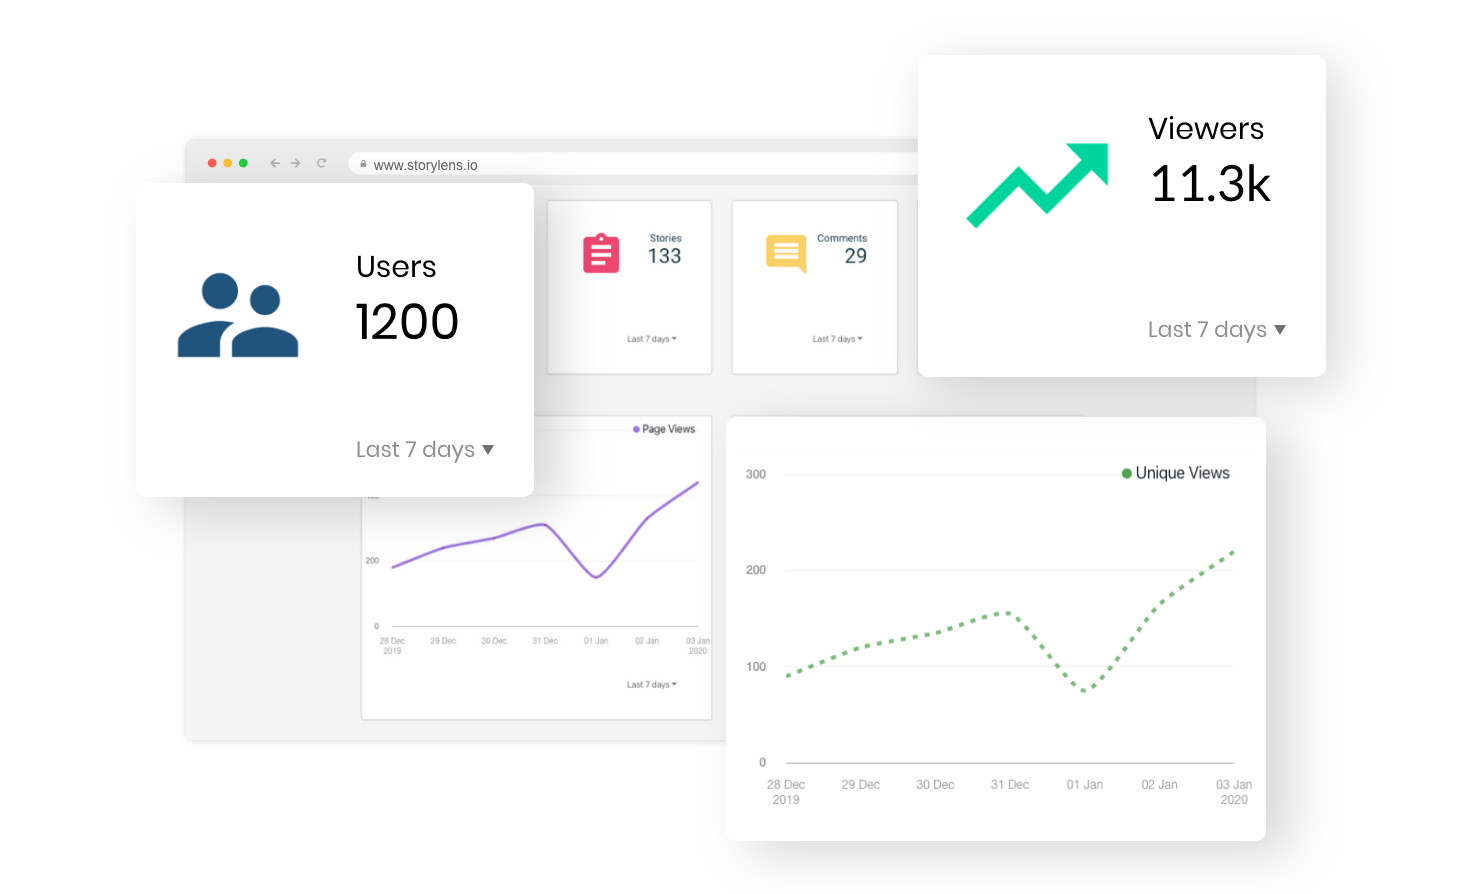 www.storylens.io
Users
1200
Last 7 days
Stories
133
Last 7 days
Comments
29
Last 7 days
Viewers
11.3k
Last 7 days
Page Views
200
0
28 Dec 29 Dec 30 Dec 31 Dec 01 Jan 02 Jan 03 Jan
2019 2020
Last 7 days
Unique Views
300
200
100
0
28 Dec 29 Dec 30 Dec 31 Dec 01 Jan 02 Jan 03 Jan
2019 2020